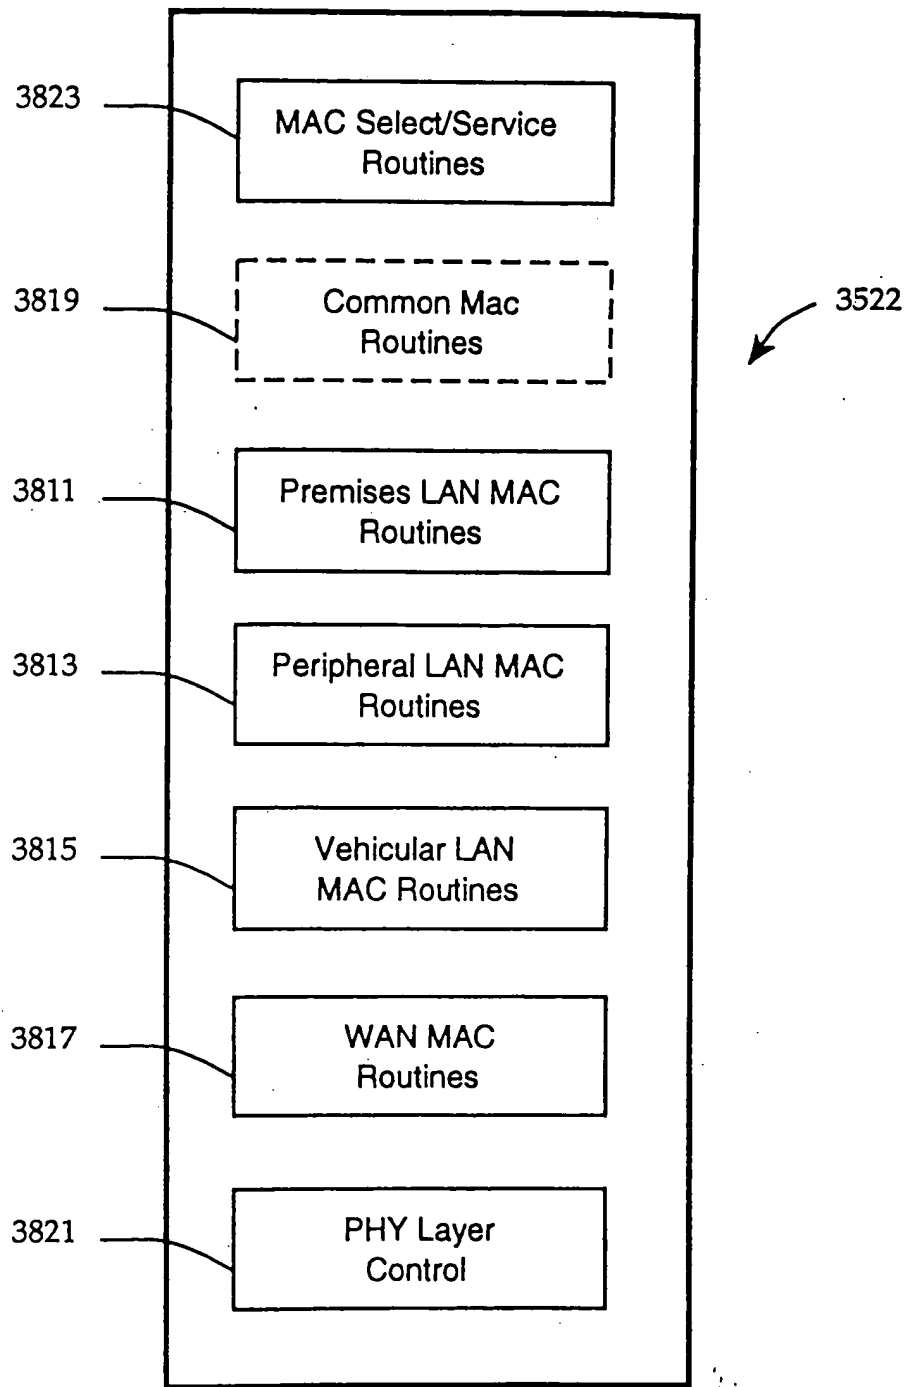 3823
MAC Select/Service
Routines
3819
Common Mac
Routines
3522
3811
Premises LAN MAC
Routines
3813
Peripheral LAN MAC
Routines
3815
Vehicular LAN
MAC Routines
3817
WAN MAC
Routines
3821
PHY Layer
Control